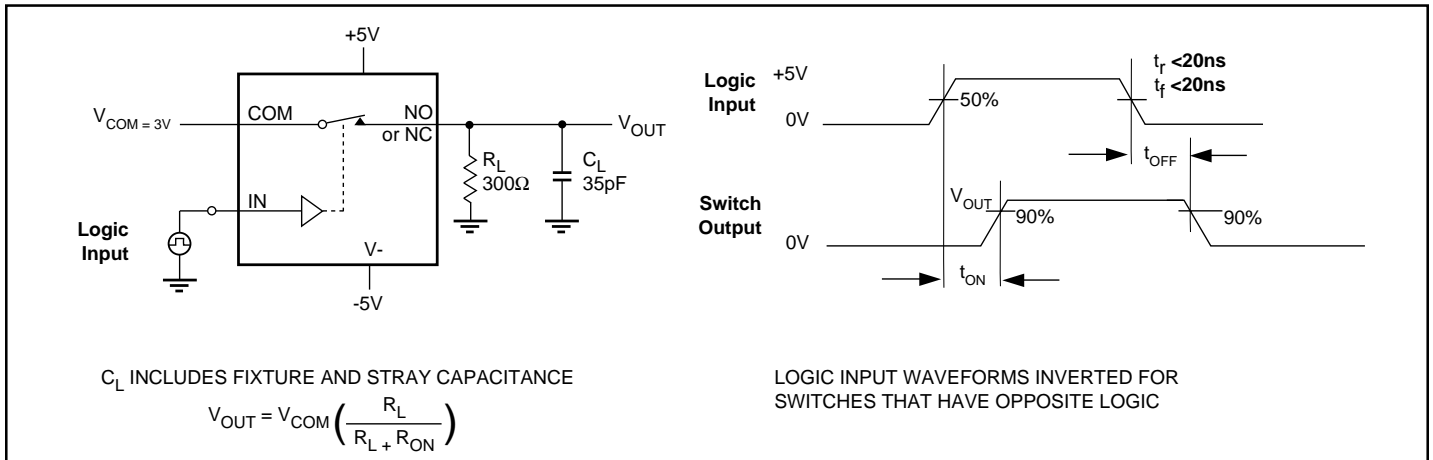 +5V
V_COM = 3V
COM
NO
or NC
V_OUT
R_L
300Ω
C_L
35pF
IN
Logic
Input
V-
-5V
C_L INCLUDES FIXTURE AND STRAY CAPACITANCE
V_OUT = V_COM ( R_L / R_L + R_ON )
Logic
Input
+5V
0V
50%
t_r <20ns
t_f <20ns
t_OFF
Switch
Output
V_OUT
0V
90%
90%
t_ON
LOGIC INPUT WAVEFORMS INVERTED FOR
SWITCHES THAT HAVE OPPOSITE LOGIC